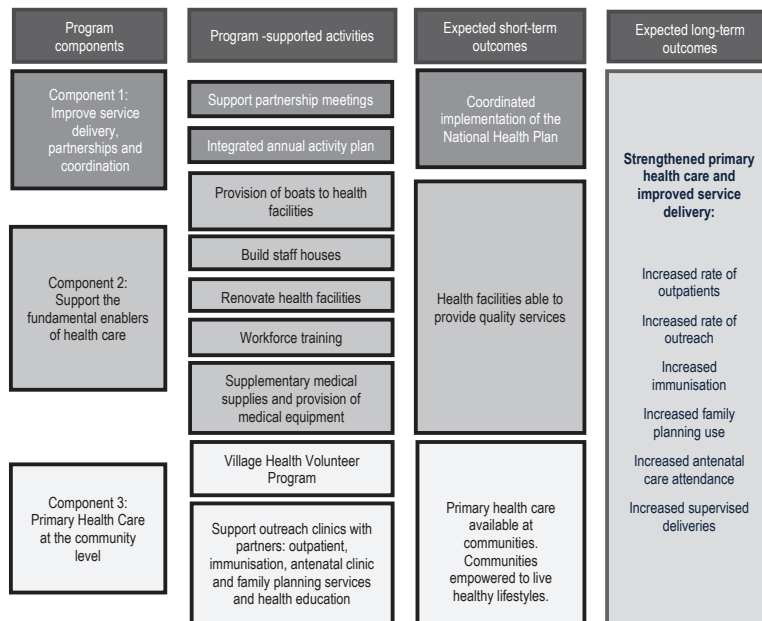 Program
components
Program -supported activities
Expected short-term
outcomes
Expected long-term
outcomes
Component 1:
Improve service
delivery,
partnerships and
coordination
Support partnership meetings
Integrated annual activity plan
Coordinated
implementation of the
National Health Plan
Component 2:
Support the
fundamental enablers
of health care
Provision of boats to health
facilities
Build staff houses
Renovate health facilities
Workforce training
Supplementary medical
supplies and provision of
medical equipment
Health facilities able to
provide quality services
Component 3:
Primary Health Care
at the community
level
Village Health Volunteer
Program
Support outreach clinics with
partners: outpatient,
immunisation, antenatal clinic
and family planning services
and health education
Primary health care
available at
communities.
Communities
empowered to live
healthy lifestyles.
Strengthened primary
health care and
improved service
delivery:
Increased rate of
outpatients
Increased rate of
outreach
Increased
immunisation
Increased family
planning use
Increased antenatal
care attendance
Increased supervised
deliveries